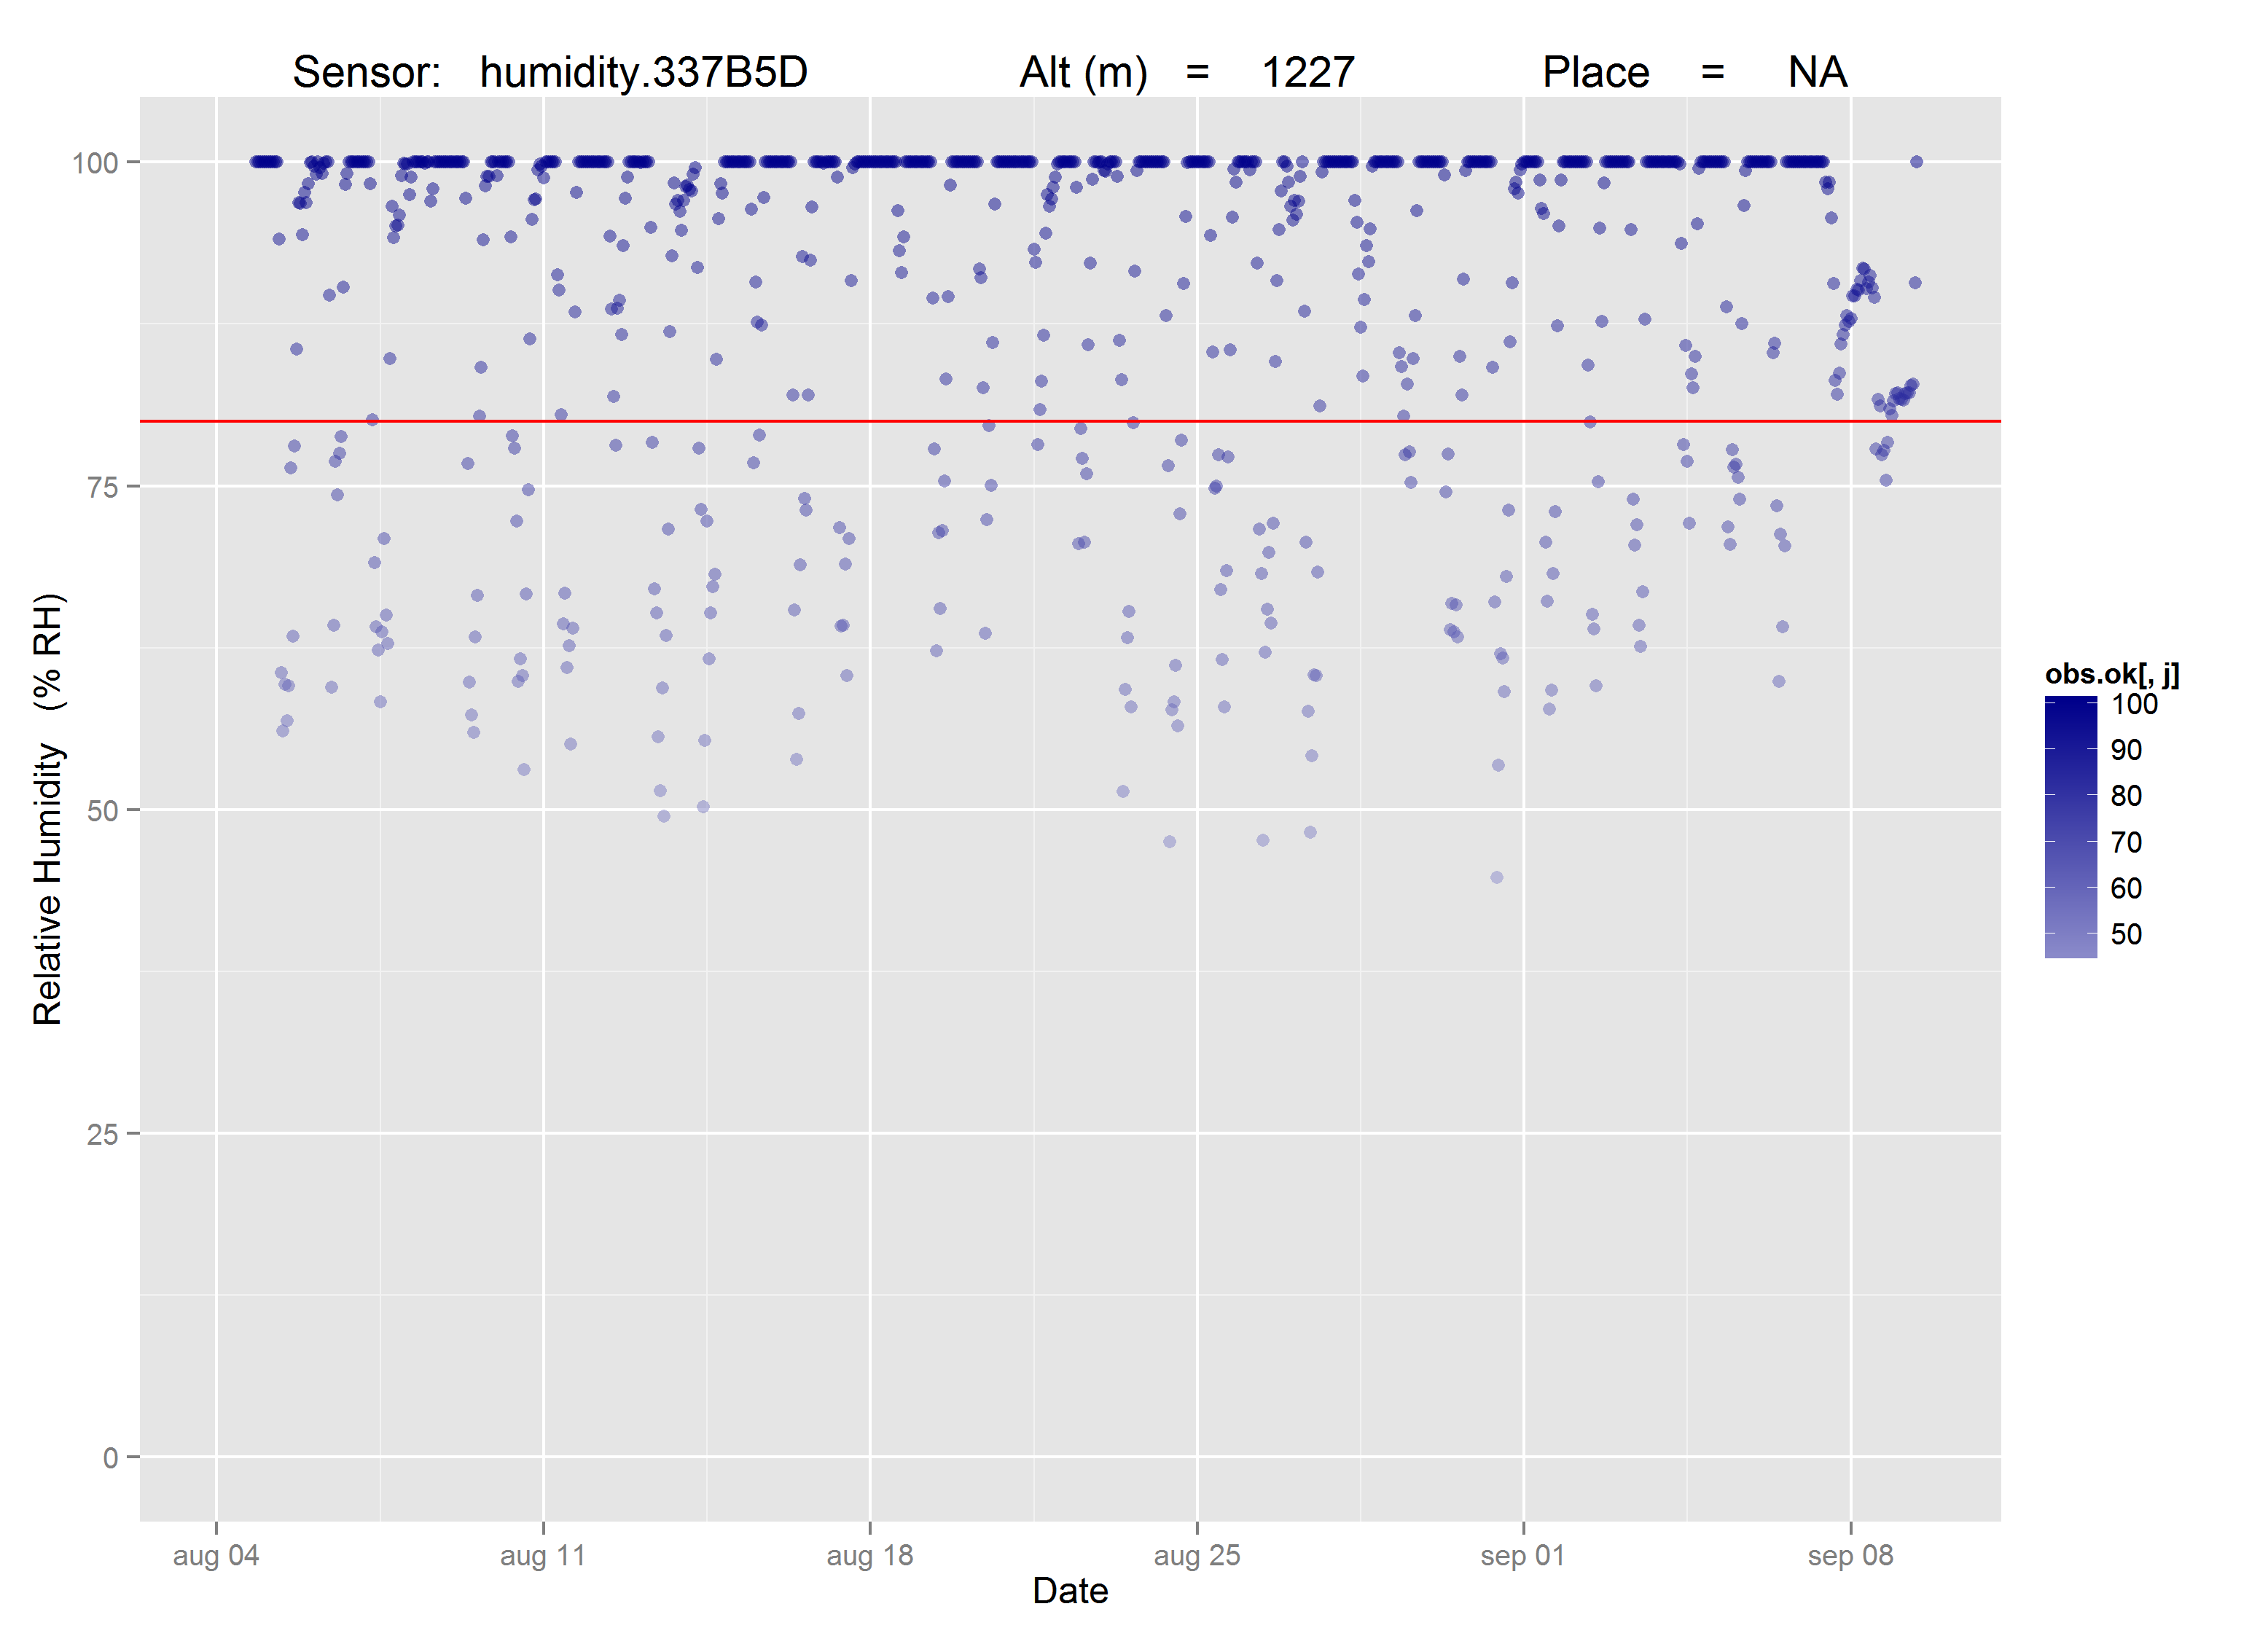 Sensor: humidity.337B5D Alt (m) = 1227 Place = NA
100
75
50
25
0
Relative Humidity (% RH)
aug 04 aug 11 aug 18 aug 25 sep 01 sep 08
Date
obs.ok[, j]
100
90
80
70
60
50